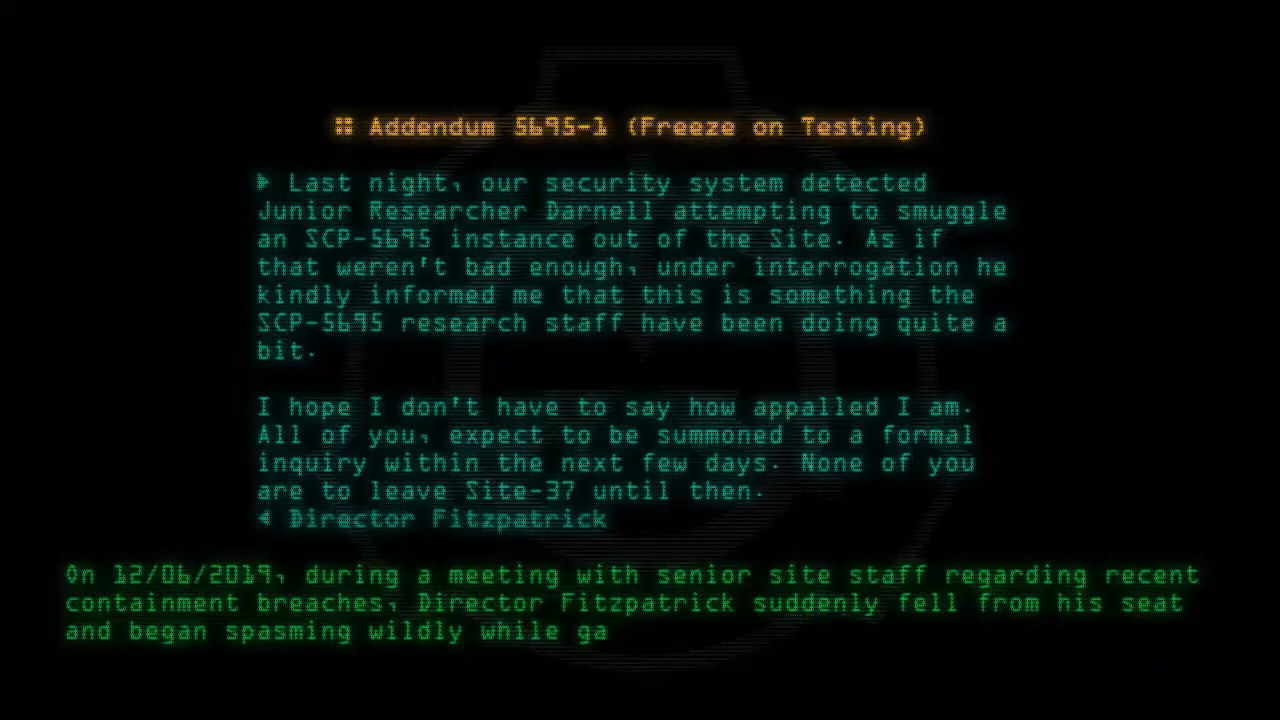 ⠿ Addendum 5695-1 (Freeze on Testing)
▶ Last night, our security system detected
Junior Researcher Darnell attempting to smuggle
an SCP-5695 instance out of the Site. As if
that weren't bad enough, under interrogation he
kindly informed me that this is something the
SCP-5695 research staff have been doing quite a
bit.
I hope I don't have to say how appalled I am.
All of you, expect to be summoned to a formal
inquiry within the next few days. None of you
are to leave Site-37 until then.
◀ Director Fitzpatrick
On 12/06/2019, during a meeting with senior site staff regarding recent
containment breaches, Director Fitzpatrick suddenly fell from his seat
and began spasming wildly while ga